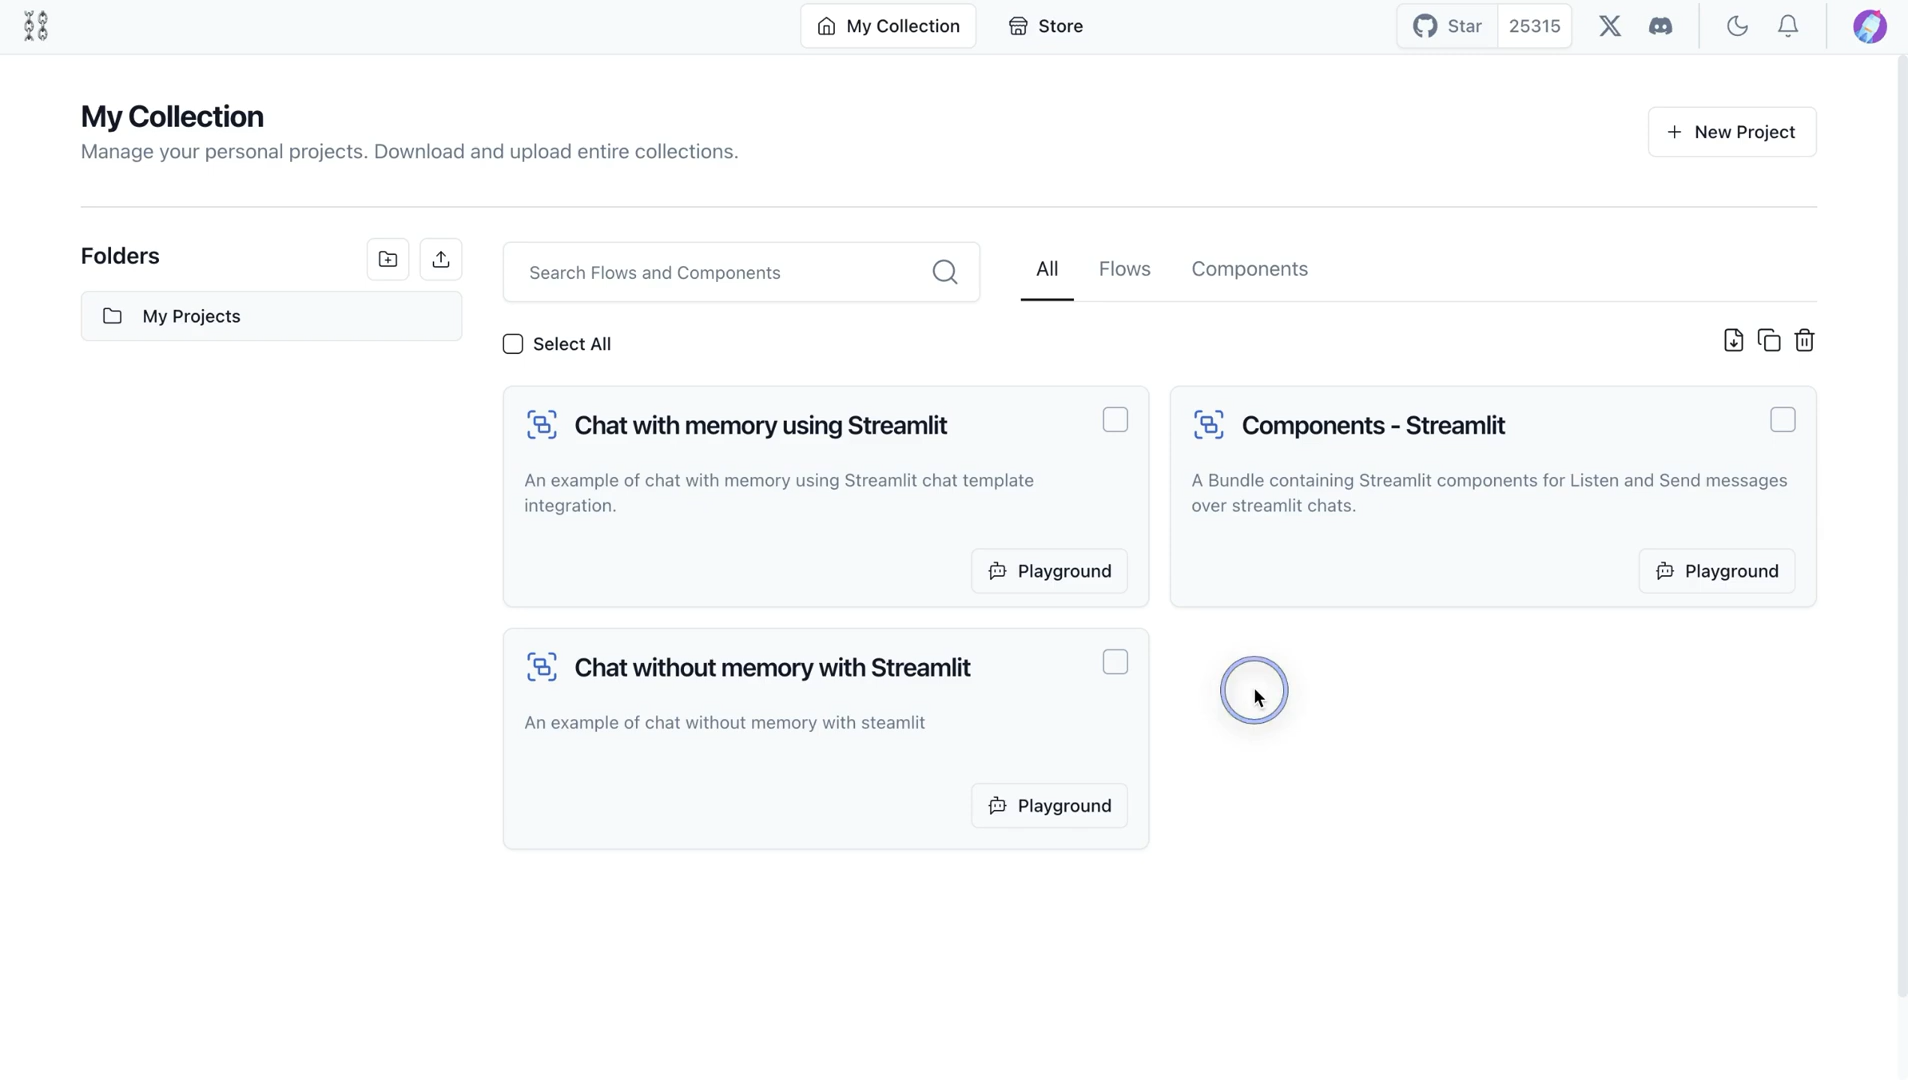 My Collection
Store
Star
25315
My Collection
Manage your personal projects. Download and upload entire collections.
New Project
Folders
My Projects
Search Flows and Components
All
Flows
Components
Select All
Chat with memory using Streamlit
An example of chat with memory using Streamlit chat template
integration.
Playground
Components - Streamlit
A Bundle containing Streamlit components for Listen and Send messages
over streamlit chats.
Playground
Chat without memory with Streamlit
An example of chat without memory with steamlit
Playground